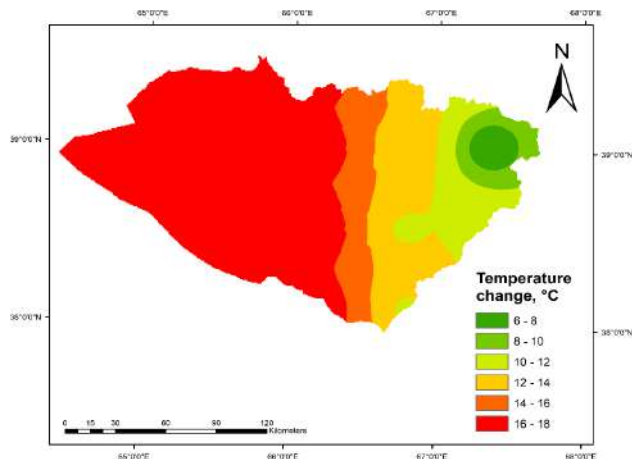 65°0'0"E 66°0'0"E 67°0'0"E 68°0'0"E
N
39°0'0"N 39°0'0"N
Temperature
change, °C
6 - 8
8 - 10
10 - 12
12 - 14
14 - 16
16 - 18
38°0'0"N 38°0'0"N
0 15 30 60 90 120
Kilometers
65°0'0"E 66°0'0"E 67°0'0"E 68°0'0"E